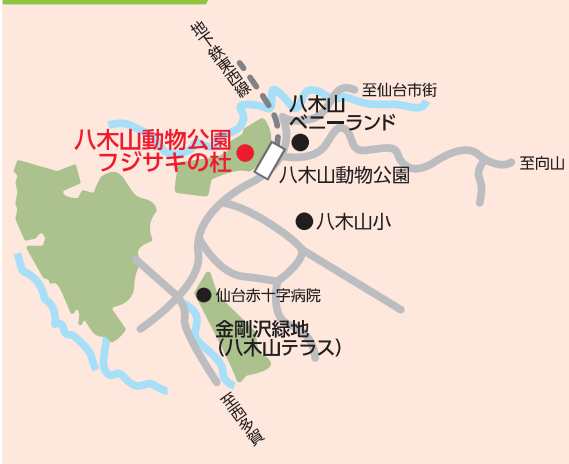 地下鉄東西線
至仙台市街
八木山
ベニーランド
八木山動物公園
フジサキの杜
至向山
八木山動物公園
八木山小
仙台赤十字病院
金剛沢緑地
（八木山テラス）
至西多賀